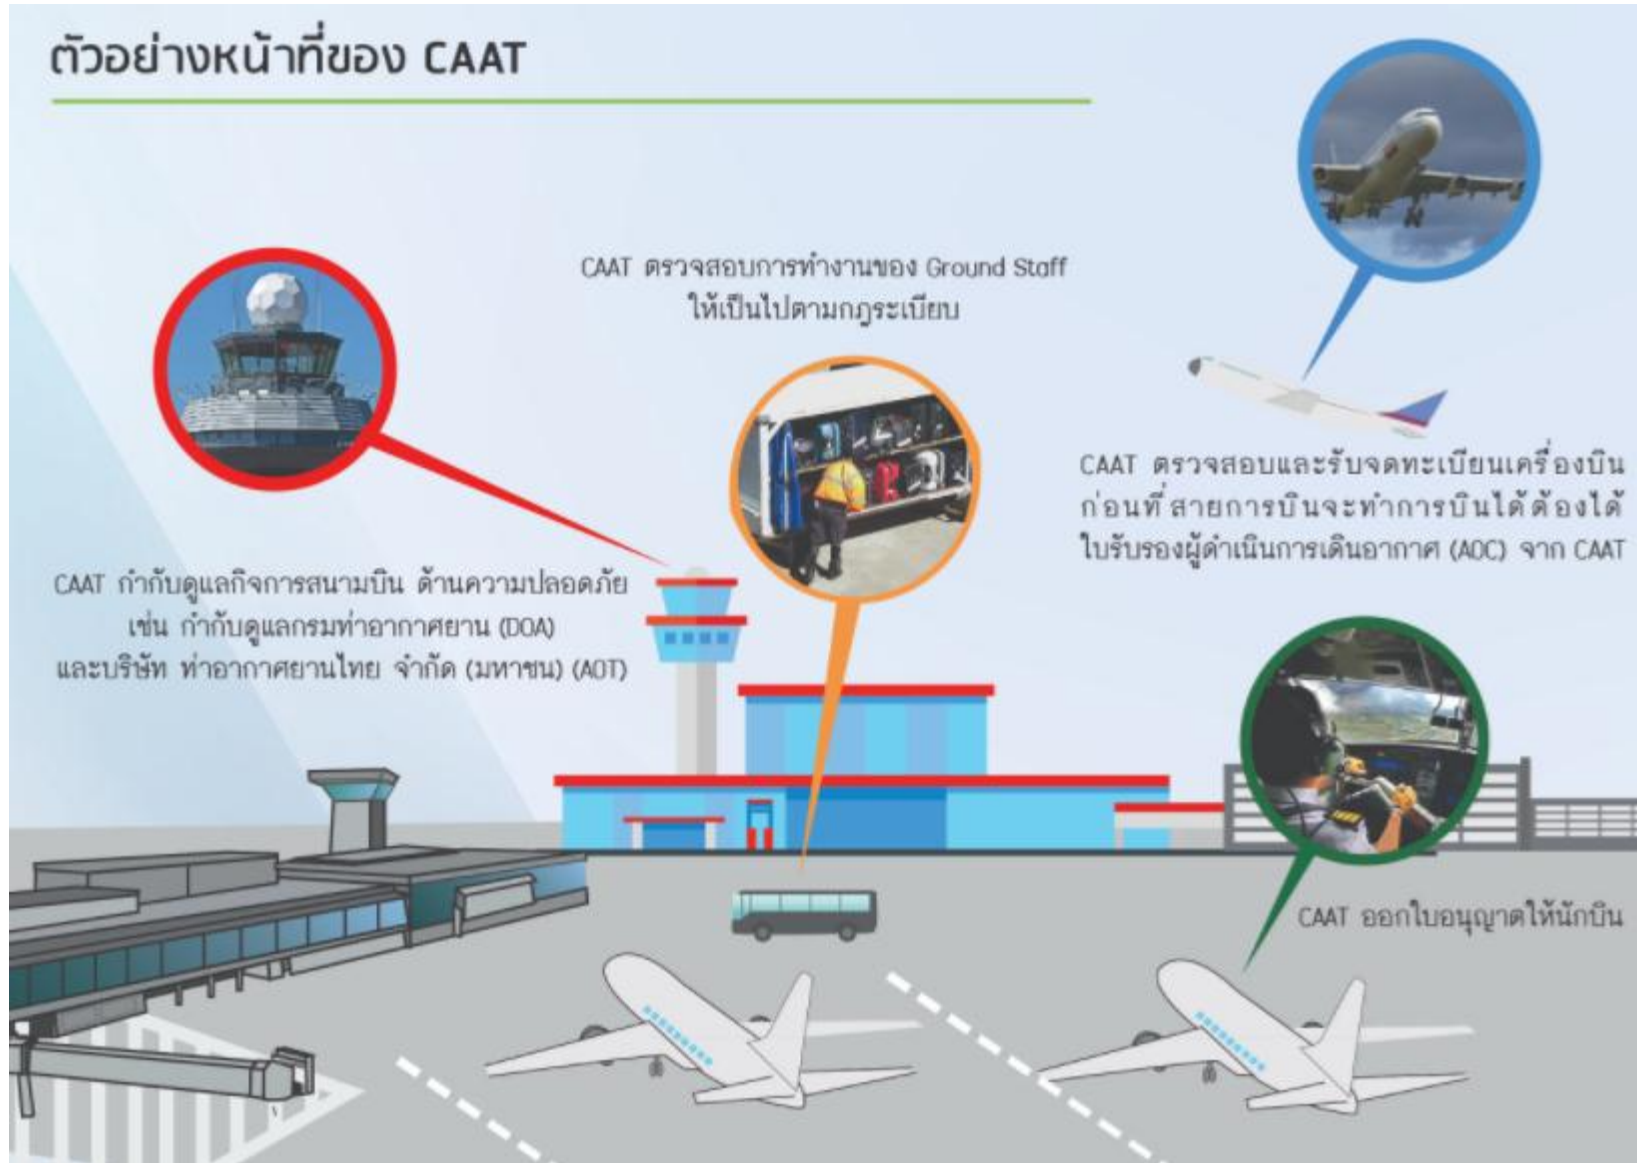 ตัวอย่างหน้าที่ของ CAAT
CAAT ตรวจสอบการทำงานของ Ground Staff
ให้เป็นไปตามกฎระเบียบ
CAAT ตรวจสอบและรับจดทะเบียนเครื่องบิน
ก่อนที่สายการบินจะทำการบินได้ต้องได้
ใบรับรองผู้ดำเนินการเดินอากาศ (AOC) จาก CAAT
CAAT กำกับดูแลกิจการสนามบิน ด้านความปลอดภัย
เช่น กำกับดูแลกรมท่าอากาศยาน (DOA)
และบริษัท ท่าอากาศยานไทย จำกัด (มหาชน) (AOT)
CAAT ออกใบอนุญาตให้นักบิน